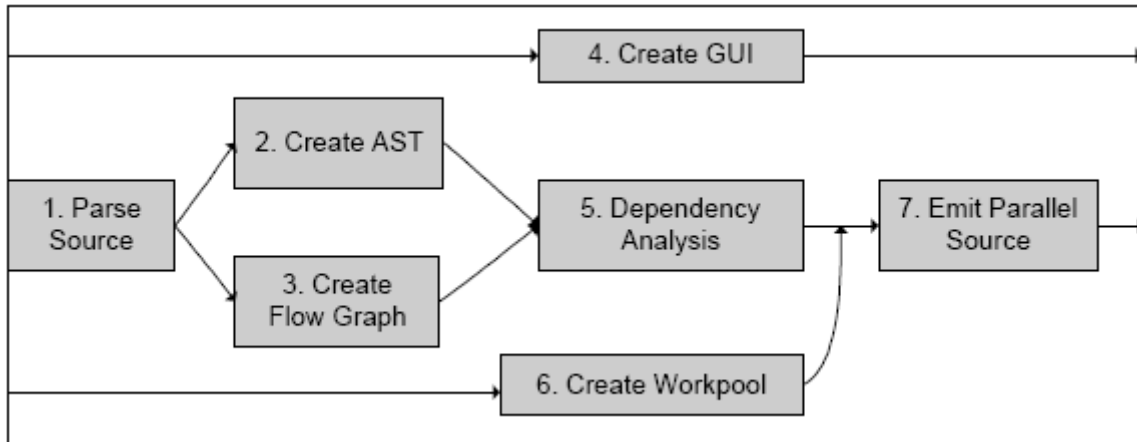 4. Create GUI
2. Create AST
1. Parse
Source
5. Dependency
Analysis
7. Emit Parallel
Source
3. Create
Flow Graph
6. Create Workpool